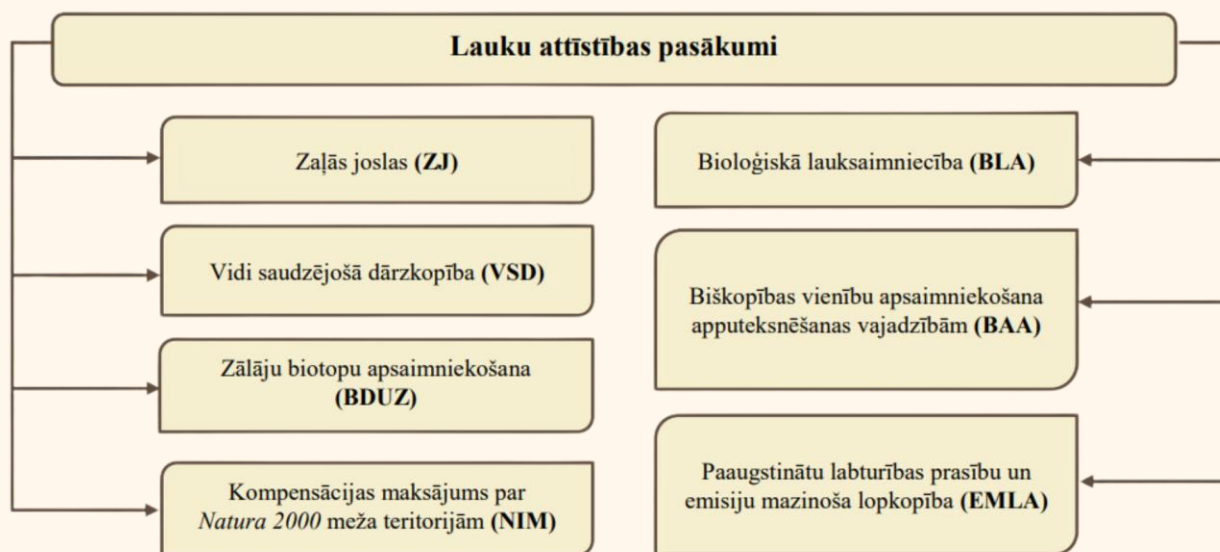 Lauku attīstības pasākumi
Zaļās joslas (ZJ)
Vidi saudzējošā dārzkopība (VSD)
Zālāju biotopu apsaimniekošana
(BDUZ)
Kompensācijas maksājums par
Natura 2000 meža teritorijām (NIM)
Bioloģiskā lauksaimniecība (BLA)
Biškopības vienību apsaimniekošana
apputeksnēšanas vajadzībām (BAA)
Paaugstinātu labturības prasību un
emisiju mazinoša lopkopība (EMLA)